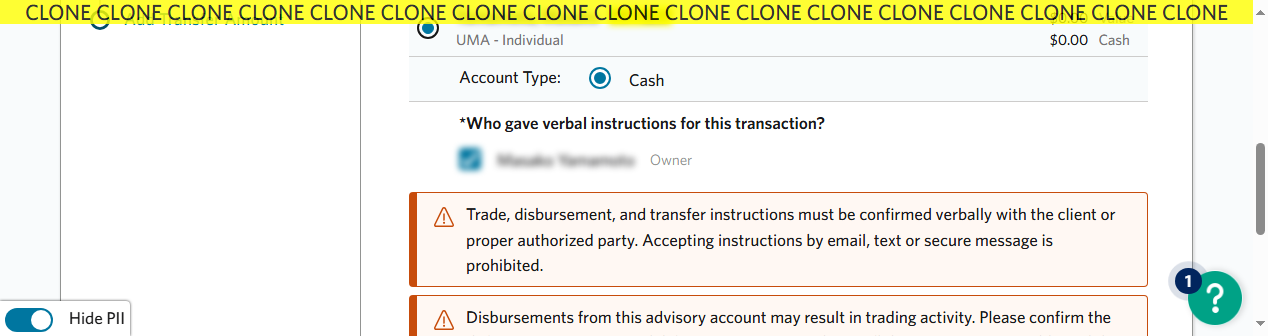 CLONE CLONE CLONE CLONE CLONE CLONE CLONE CLONE CLONE CLONE CLONE CLONE CLONE CLONE CLONE CLONE CLONE
UMA - Individual
$0.00 Cash
Account Type: Cash
*Who gave verbal instructions for this transaction?
Owner
Trade, disbursement, and transfer instructions must be confirmed verbally with the client or
proper authorized party. Accepting instructions by email, text or secure message is
prohibited.
Disbursements from this advisory account may result in trading activity. Please confirm the
1
?
Hide PII